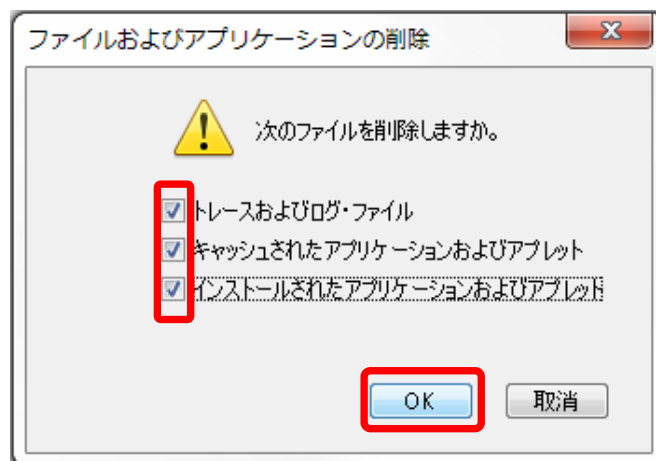 ファイルおよびアプリケーションの削除
次のファイルを削除しますか。
トレースおよびログ・ファイル
キャッシュされたアプリケーションおよびアプレット
インストールされたアプリケーションおよびアプレット
OK 取消